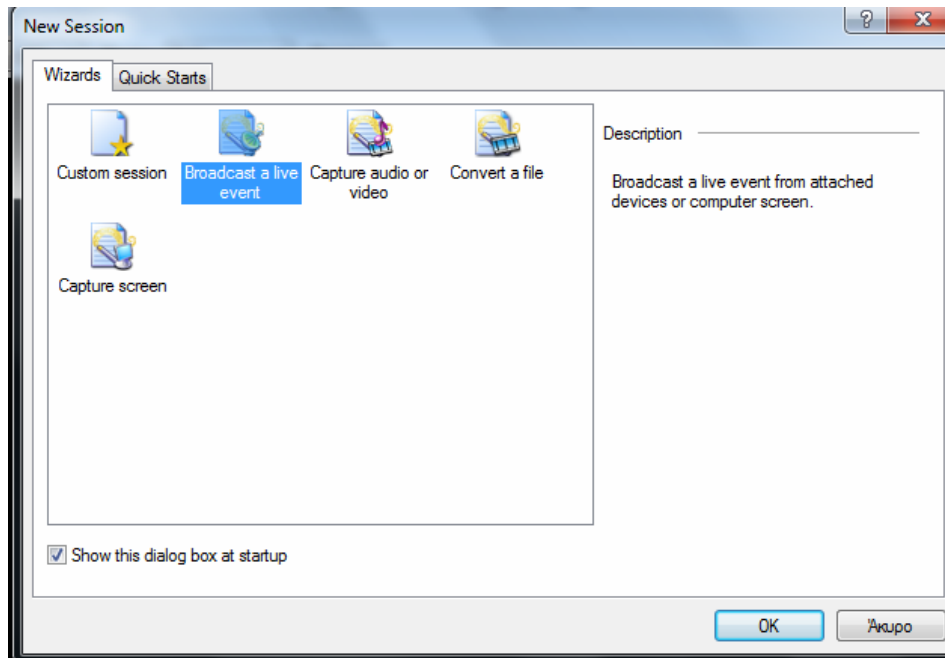 New Session
Wizards
Quick Starts
Custom session
Broadcast a live
event
Capture audio or
video
Convert a file
Capture screen
Description
Broadcast a live event from attached
devices or computer screen.
Show this dialog box at startup
OK
Άκυρο